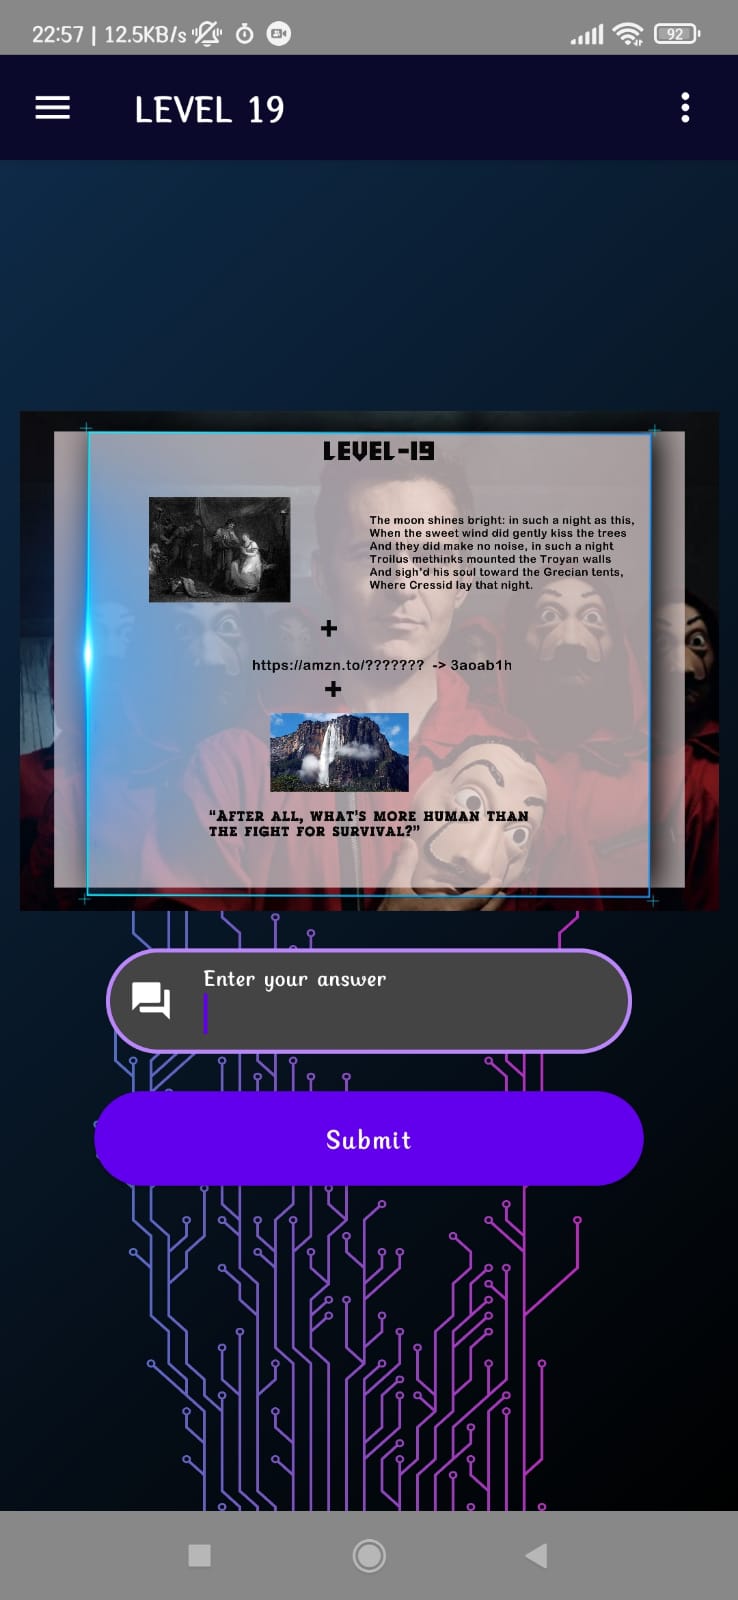 22:57 | 12.5KB/s
92
LEVEL 19
LEVEL-19
The moon shines bright: in such a night as this,
When the sweet wind did gently kiss the trees
And they did make no noise, in such a night
Troilus methinks mounted the Troyan walls
And sigh'd his soul toward the Grecian tents,
Where Cressid lay that night.
+
https://amzn.to/??????? -> 3aoab1h
+
"AFTER ALL, WHAT'S MORE HUMAN THAN
THE FIGHT FOR SURVIVAL?"
Enter your answer
Submit